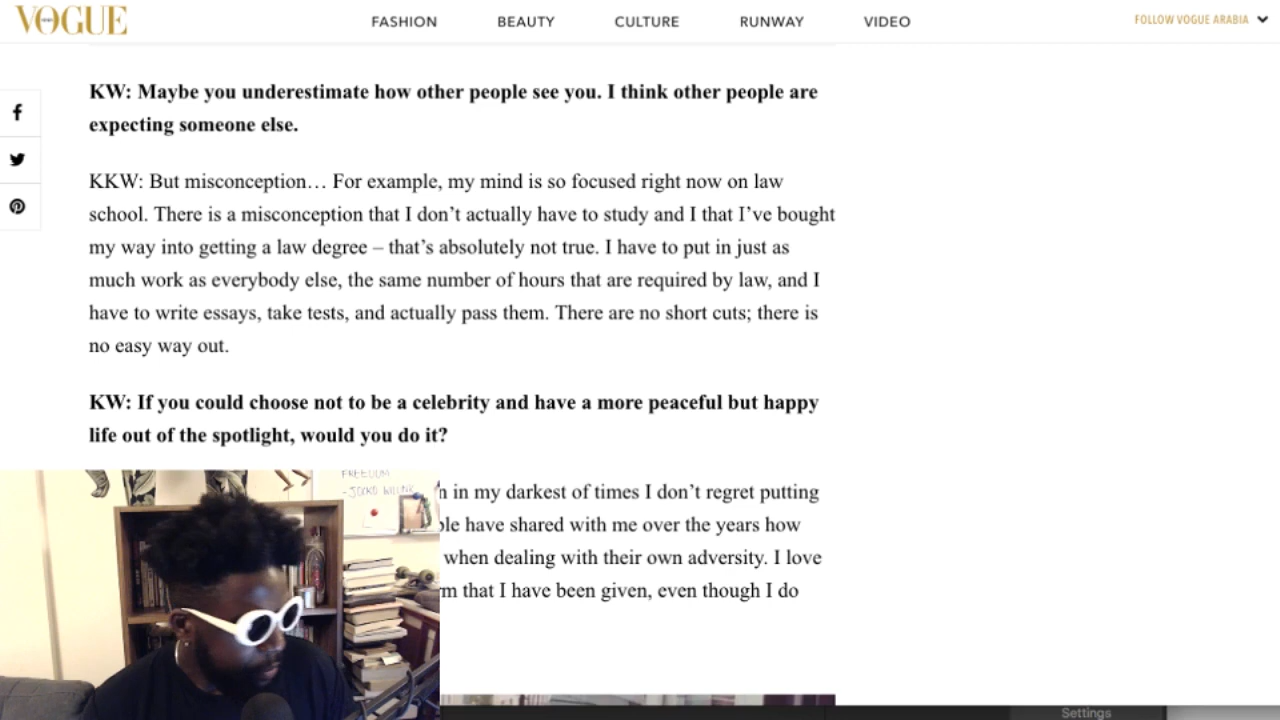 VOGUE
FASHION BEAUTY CULTURE RUNWAY VIDEO
FOLLOW VOGUE ARABIA
KW: Maybe you underestimate how other people see you. I think other people are
expecting someone else.
KKW: But misconception… For example, my mind is so focused right now on law
school. There is a misconception that I don’t actually have to study and I that I’ve bought
my way into getting a law degree – that’s absolutely not true. I have to put in just as
much work as everybody else, the same number of hours that are required by law, and I
have to write essays, take tests, and actually pass them. There are no short cuts; there is
no easy way out.
KW: If you could choose not to be a celebrity and have a more peaceful but happy
life out of the spotlight, would you do it?
in my darkest of times I don’t regret putting
have shared with me over the years how
when dealing with their own adversity. I love
that I have been given, even though I do
FREEDOM
-JOCKO
Settings